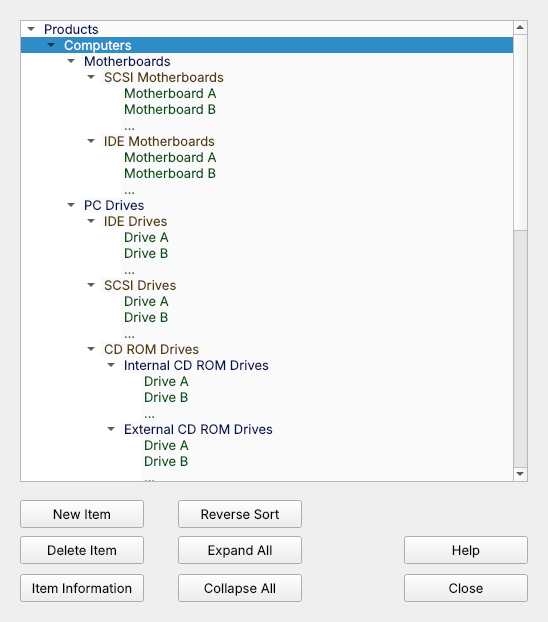 Products
Computers
Motherboards
SCSI Motherboards
Motherboard A
Motherboard B
...
IDE Motherboards
Motherboard A
Motherboard B
...
PC Drives
IDE Drives
Drive A
Drive B
...
SCSI Drives
Drive A
Drive B
...
CD ROM Drives
Internal CD ROM Drives
Drive A
Drive B
...
External CD ROM Drives
Drive A
Drive B
...
New Item Reverse Sort
Delete Item Expand All Help
Item Information Collapse All Close